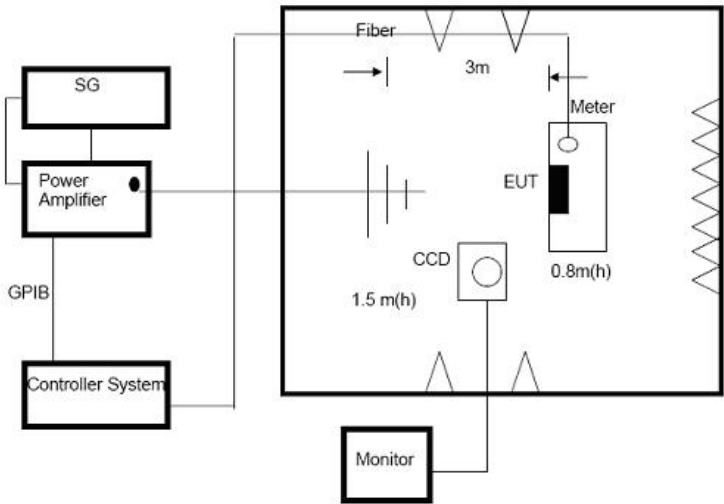 Fiber
3m
SG
Meter
Power
Amplifier
EUT
CCD
0.8m(h)
GPIB
1.5 m(h)
Controller System
Monitor